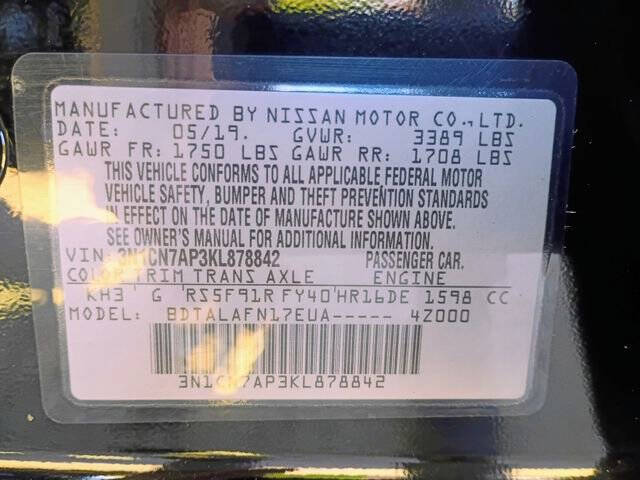 MANUFACTURED BY NISSAN MOTOR CO., LTD.
DATE: 05/19. GVWR: 3389 LBS
GAWR FR: 1750 LBS GAWR RR: 1708 LBS
THIS VEHICLE CONFORMS TO ALL APPLICABLE FEDERAL MOTOR
VEHICLE SAFETY, BUMPER AND THEFT PREVENTION STANDARDS
IN EFFECT ON THE DATE OF MANUFACTURE SHOWN ABOVE.
SEE OWNER'S MANUAL FOR ADDITIONAL INFORMATION.
VIN: 3N1CN7AP3KL878842 PASSENGER CAR.
COLOR TRIM TRANS AXLE ENGINE
KH3 ' G 'RS5F91R FY40'HR16DE 1598 CC
MODEL: BDTALAFN17EUA----- 4Z000
3N1CN7AP3KL878842